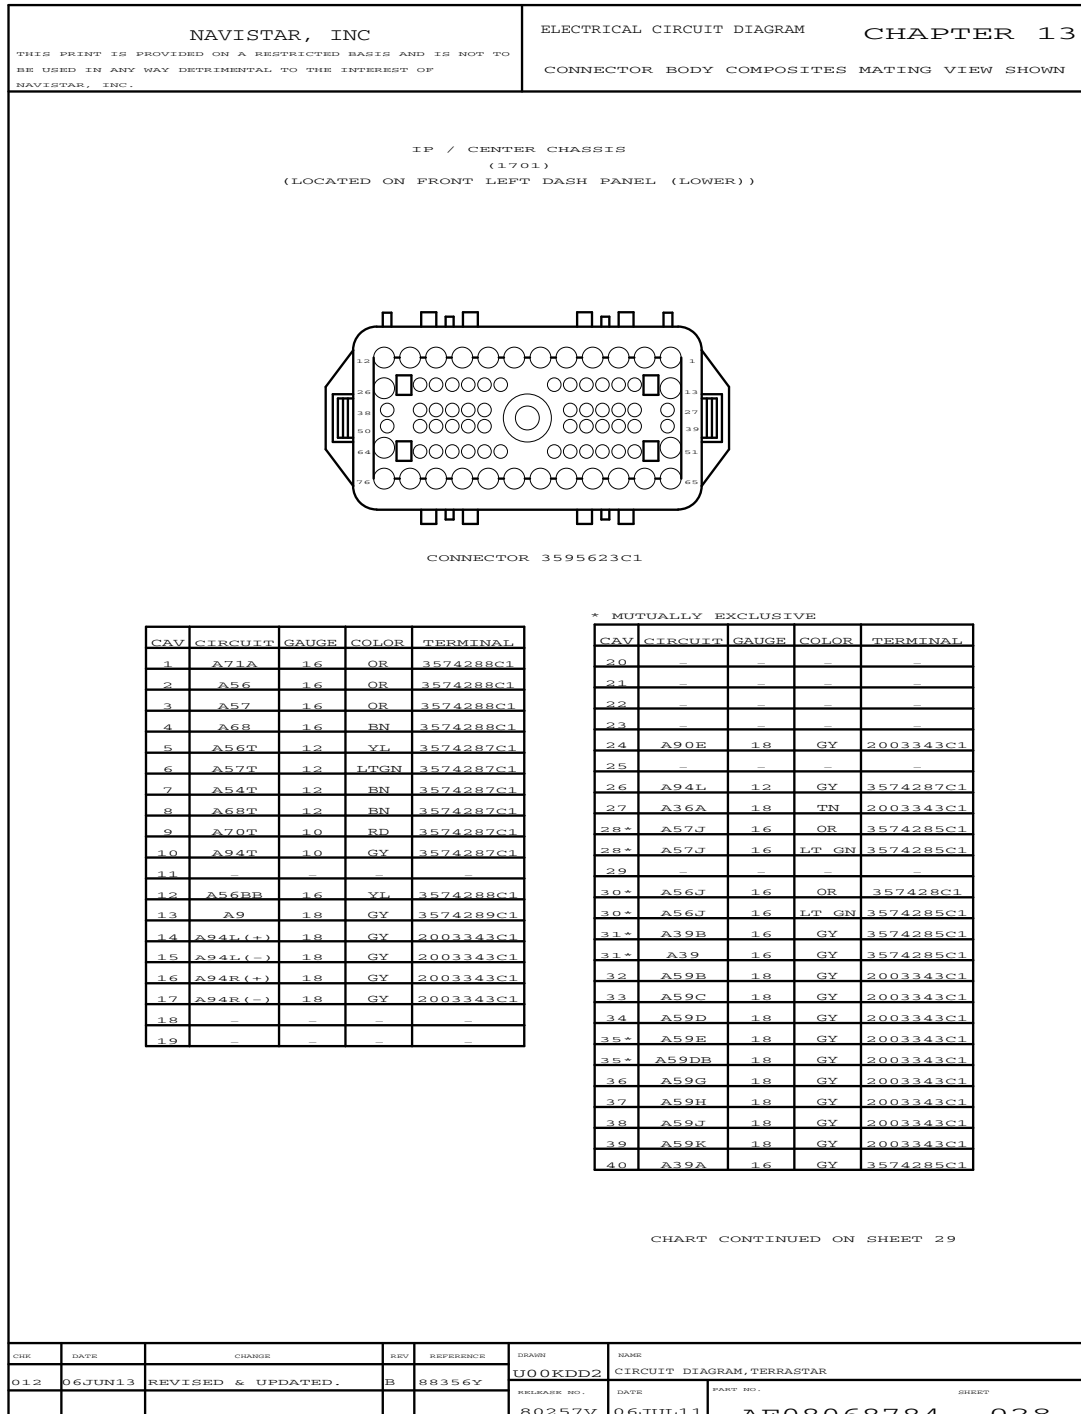 NAVISTAR, INC
THIS PRINT IS PROVIDED ON A RESTRICTED BASIS AND IS NOT TO
BE USED IN ANY WAY DETRIMENTAL TO THE INTEREST OF
NAVISTAR, INC.
ELECTRICAL CIRCUIT DIAGRAM CHAPTER 13
CONNECTOR BODY COMPOSITES MATING VIEW SHOWN
IP / CENTER CHASSIS
(1701)
(LOCATED ON FRONT LEFT DASH PANEL (LOWER))
12 1
26 13
38 27
50 39
64 51
76 65
CONNECTOR 3595623C1
CAV CIRCUIT GAUGE COLOR TERMINAL
1 A71A 16 OR 3574288C1
2 A56 16 OR 3574288C1
3 A57 16 OR 3574288C1
4 A68 16 BN 3574288C1
5 A56T 12 YL 3574287C1
6 A57T 12 LTGN 3574287C1
7 A54T 12 BN 3574287C1
8 A68T 12 BN 3574287C1
9 A70T 10 RD 3574287C1
10 A94T 10 GY 3574287C1
11 – – – –
12 A56BB 16 YL 3574288C1
13 A9 18 GY 3574289C1
14 A94L(+) 18 GY 2003343C1
15 A94L(-) 18 GY 2003343C1
16 A94R(+) 18 GY 2003343C1
17 A94R(-) 18 GY 2003343C1
18 – – – –
19 – – – –
* MUTUALLY EXCLUSIVE
CAV CIRCUIT GAUGE COLOR TERMINAL
20 – – – –
21 – – – –
22 – – – –
23 – – – –
24 A90E 18 GY 2003343C1
25 – – – –
26 A94L 12 GY 3574287C1
27 A36A 18 TN 2003343C1
28* A57J 16 OR 3574285C1
28* A57J 16 LT GN 3574285C1
29 – – – –
30* A56J 16 OR 357428C1
30* A56J 16 LT GN 3574285C1
31* A39B 16 GY 3574285C1
31* A39 16 GY 3574285C1
32 A59B 18 GY 2003343C1
33 A59C 18 GY 2003343C1
34 A59D 18 GY 2003343C1
35* A59E 18 GY 2003343C1
35* A59DB 18 GY 2003343C1
36 A59G 18 GY 2003343C1
37 A59H 18 GY 2003343C1
38 A59J 18 GY 2003343C1
39 A59K 18 GY 2003343C1
40 A39A 16 GY 3574285C1
CHART CONTINUED ON SHEET 29
CHK DATE CHANGE REV REFERENCE
012 06JUN13 REVISED & UPDATED. B 88356Y
DRAWN
U00KDD2
NAME
CIRCUIT DIAGRAM,TERRASTAR
RELEASE NO. DATE PART NO. SHEET
80257V 06JUL11 AE08068784 028